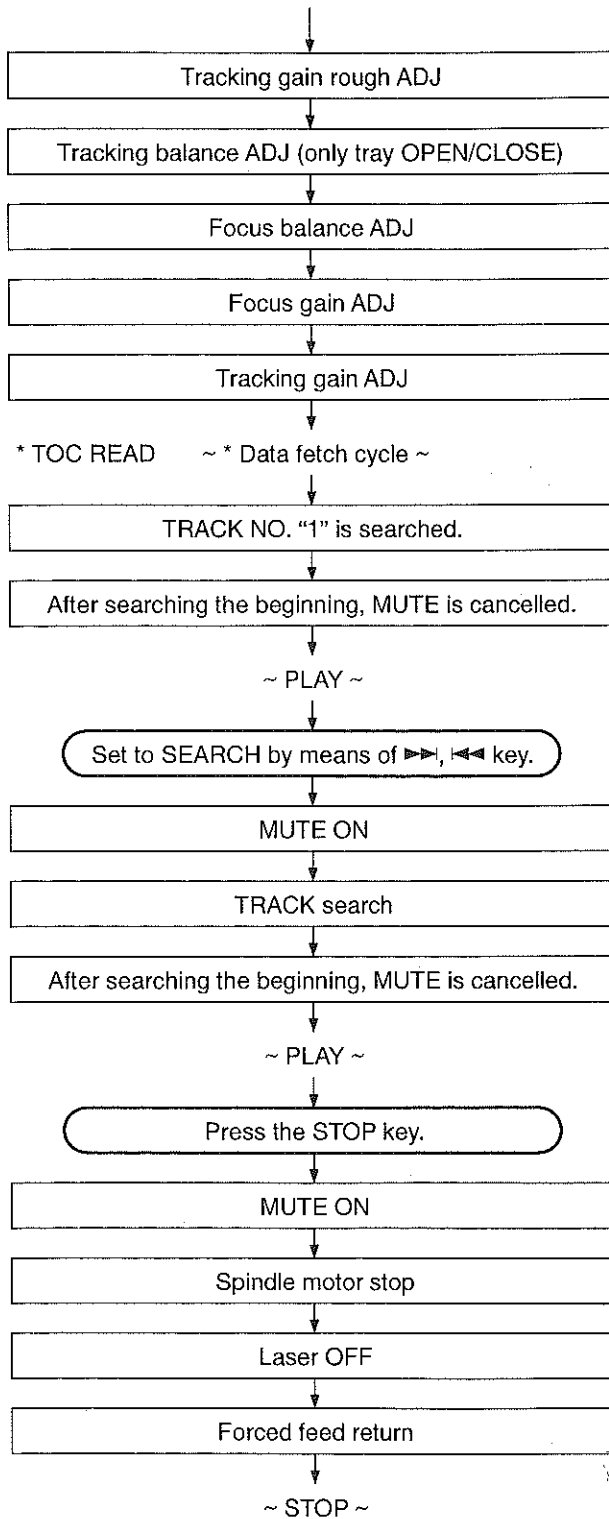 Tracking gain rough ADJ
Tracking balance ADJ (only tray OPEN/CLOSE)
Focus balance ADJ
Focus gain ADJ
Tracking gain ADJ
* TOC READ ~ * Data fetch cycle ~
TRACK NO. “1” is searched.
After searching the beginning, MUTE is cancelled.
~ PLAY ~
Set to SEARCH by means of ▶▶|, |◀◀ key.
MUTE ON
TRACK search
After searching the beginning, MUTE is cancelled.
~ PLAY ~
Press the STOP key.
MUTE ON
Spindle motor stop
Laser OFF
Forced feed return
~ STOP ~